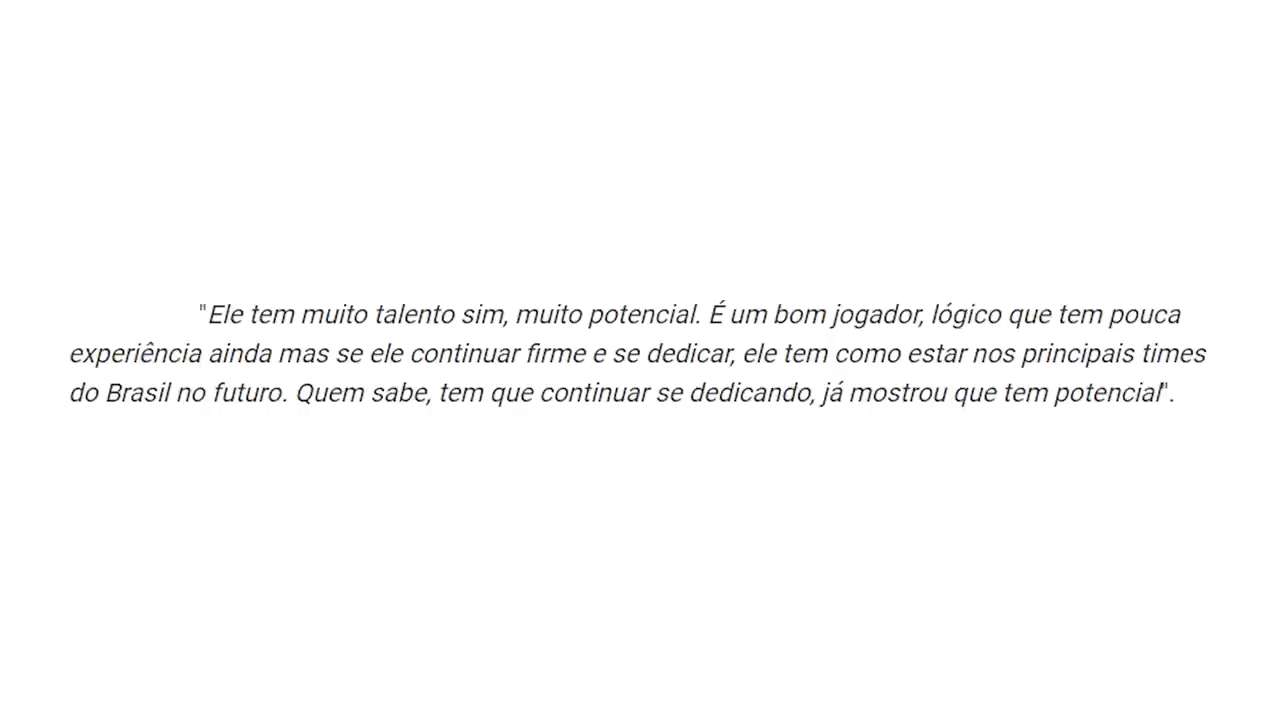 "Ele tem muito talento sim, muito potencial. É um bom jogador, lógico que tem pouca
experiência ainda mas se ele continuar firme e se dedicar, ele tem como estar nos principais times
do Brasil no futuro. Quem sabe, tem que continuar se dedicando, já mostrou que tem potencial".